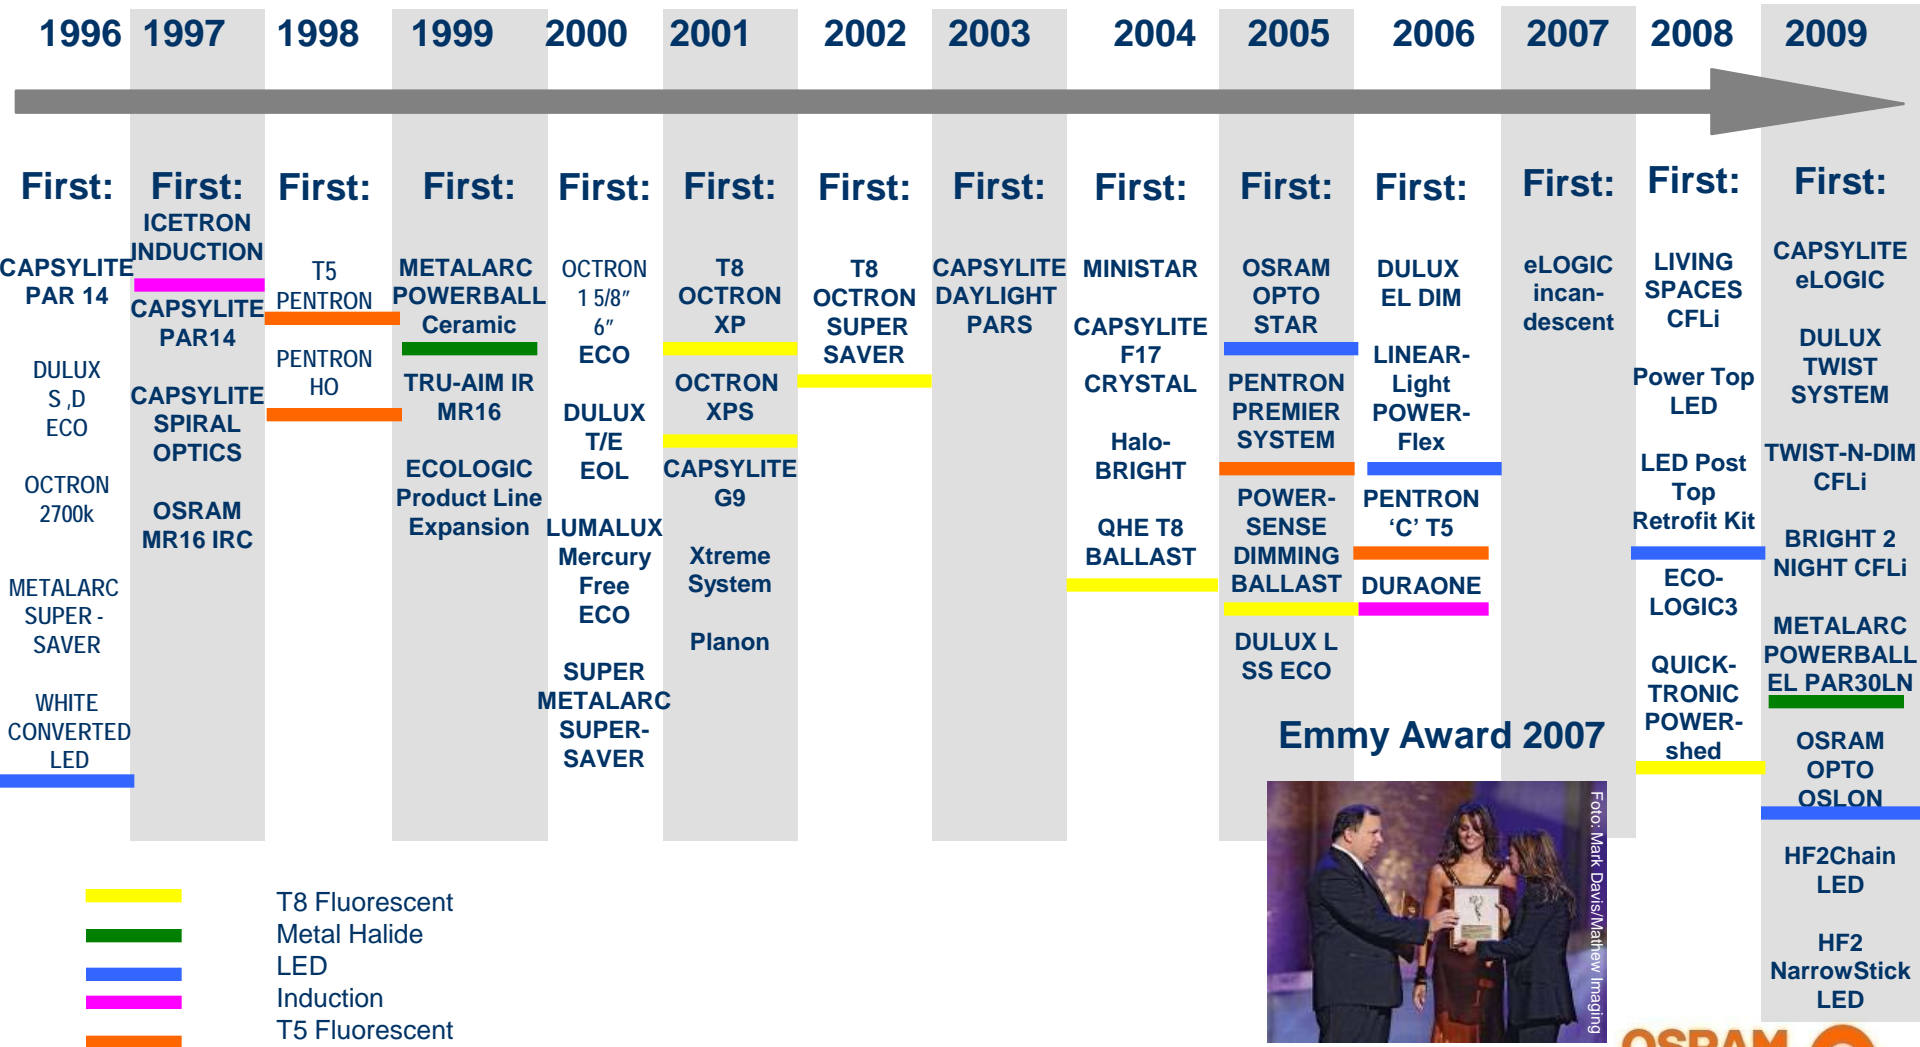 1996 1997 1998 1999 2000 2001 2002 2003 2004 2005 2006 2007 2008 2009
First: First: First: First: First: First: First: First: First: First: First: First: First: First:
CAPSYLITE
PAR 14
DULUX
S ,D
ECO
OCTRON
2700k
METALARC
SUPER -
SAVER
WHITE
CONVERTED
LED
ICETRON
INDUCTION
CAPSYLITE
PAR14
CAPSYLITE
SPIRAL
OPTICS
OSRAM
MR16 IRC
T5
PENTRON
PENTRON
HO
METALARC
POWERBALL
Ceramic
TRU-AIM IR
MR16
ECOLOGIC
Product Line
Expansion
OCTRON
1 5/8”
6”
ECO
DULUX
T/E
EOL
LUMALUX
Mercury
Free
ECO
SUPER
METALARC
SUPER-
SAVER
T8
OCTRON
XP
OCTRON
XPS
CAPSYLITE
G9
Xtreme
System
Planon
T8
OCTRON
SUPER
SAVER
CAPSYLITE
DAYLIGHT
PARS
MINISTAR
CAPSYLITE
F17
CRYSTAL
Halo-
BRIGHT
QHE T8
BALLAST
OSRAM
OPTO
STAR
PENTRON
PREMIER
SYSTEM
POWER-
SENSE
DIMMING
BALLAST
DULUX L
SS ECO
DULUX
EL DIM
LINEAR-
Light
POWER-
Flex
PENTRON
‘C’ T5
DURAONE
eLOGIC
incan-
descent
LIVING
SPACES
CFLi
Power Top
LED
LED Post
Top
Retrofit Kit
ECO-
LOGIC3
QUICK-
TRONIC
POWER-
shed
CAPSYLITE
eLOGIC
DULUX
TWIST
SYSTEM
TWIST-N-DIM
CFLi
BRIGHT 2
NIGHT CFLi
METALARC
POWERBALL
EL PAR30LN
OSRAM
OPTO
OSLON
HF2Chain
LED
HF2
NarrowStick
LED
Emmy Award 2007
Foto: Mark Davis/Mathew Imaging
T8 Fluorescent
Metal Halide
LED
Induction
T5 Fluorescent
OSRAM